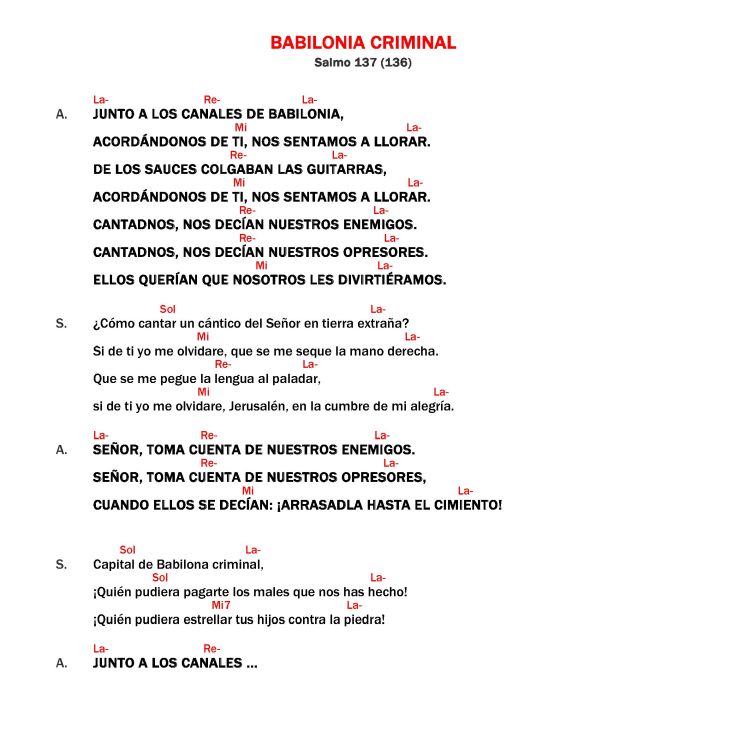 BABILONIA CRIMINAL
Salmo 137 (136)
La- Re- La-
A. JUNTO A LOS CANALES DE BABILONIA,
Mi La-
ACORDÁNDONOS DE TI, NOS SENTAMOS A LLORAR.
Re- La-
DE LOS SAUCES COLGABAN LAS GUITARRAS,
Mi La-
ACORDÁNDONOS DE TI, NOS SENTAMOS A LLORAR.
Re- La-
CANTADNOS, NOS DECÍAN NUESTROS ENEMIGOS.
Re- La-
CANTADNOS, NOS DECÍAN NUESTROS OPRESORES.
Mi La-
ELLOS QUERÍAN QUE NOSOTROS LES DIVIRTIÉRAMOS.
Sol La-
S. ¿Cómo cantar un cántico del Señor en tierra extraña?
Mi La-
Si de ti yo me olvidare, que se me seque la mano derecha.
Re- La-
Que se me pegue la lengua al paladar,
Mi La-
si de ti yo me olvidare, Jerusalén, en la cumbre de mi alegría.
La- Re- La-
A. SEÑOR, TOMA CUENTA DE NUESTROS ENEMIGOS.
Re- La-
SEÑOR, TOMA CUENTA DE NUESTROS OPRESORES,
Mi La-
CUANDO ELLOS SE DECÍAN: ¡ARRASADLA HASTA EL CIMIENTO!
Sol La-
S. Capital de Babilona criminal,
Sol La-
¡Quién pudiera pagarte los males que nos has hecho!
Mi7 La-
¡Quién pudiera estrellar tus hijos contra la piedra!
La- Re-
A. JUNTO A LOS CANALES ...